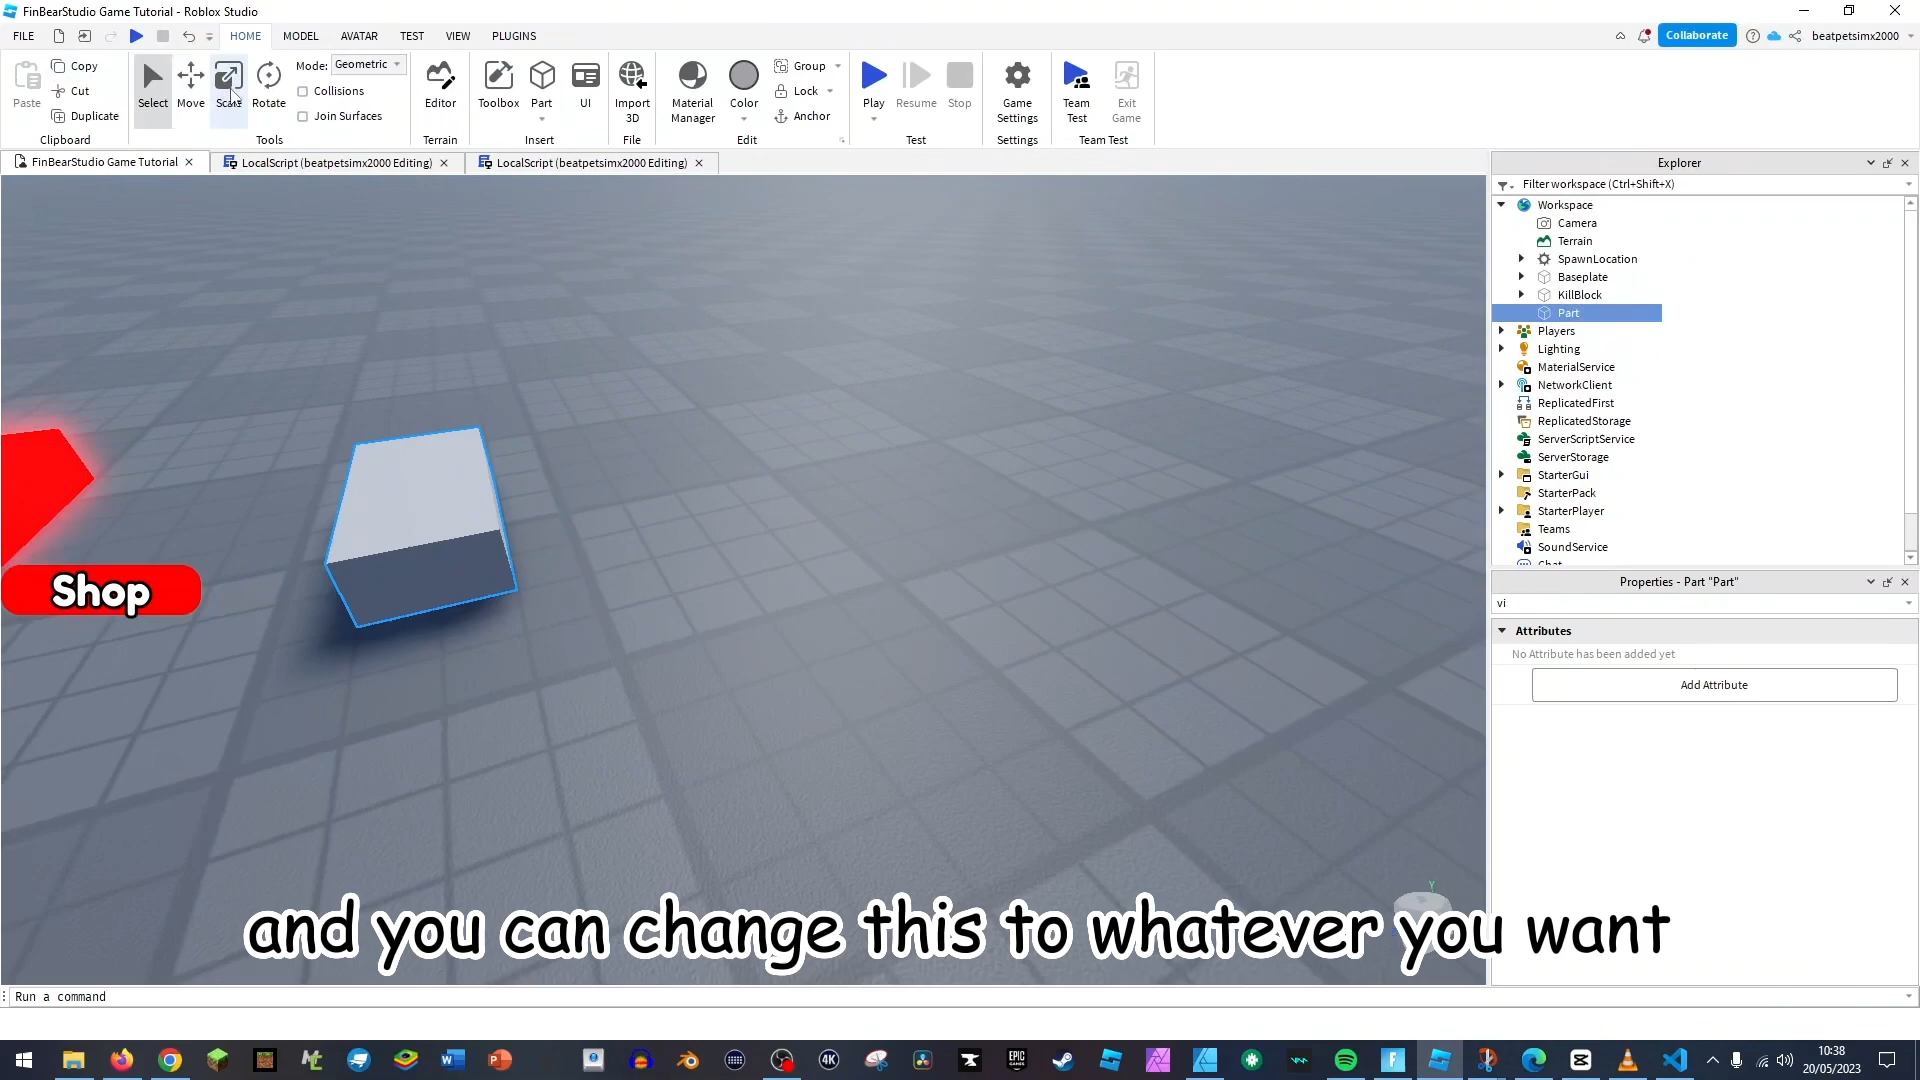 FinBearStudio Game Tutorial - Roblox Studio
FILE HOME MODEL AVATAR TEST VIEW PLUGINS Collaborate beatpetsimx2000
Paste Copy Cut Duplicate Clipboard
Select Move Scale Rotate Mode: Geometric Collisions Join Surfaces Tools
Editor Terrain
Toolbox Part UI Insert
Import 3D File
Material Manager Color Group Lock Anchor Edit
Play Resume Stop Test
Game Settings Settings
Team Test Exit Game Team Test
FinBearStudio Game Tutorial
LocalScript (beatpetsimx2000 Editing)
LocalScript (beatpetsimx2000 Editing)
Explorer
Filter workspace (Ctrl+Shift+X)
Workspace
Camera
Terrain
SpawnLocation
Baseplate
KillBlock
Part
Players
Lighting
MaterialService
NetworkClient
ReplicatedFirst
ReplicatedStorage
ServerScriptService
ServerStorage
StarterGui
StarterPack
StarterPlayer
Teams
SoundService
Chat
Properties - Part "Part"
vi
Attributes
No Attribute has been added yet
Add Attribute
Shop
Y
and you can change this to whatever you want
Run a command
4K
EPIC GAMES
10:38
20/05/2023